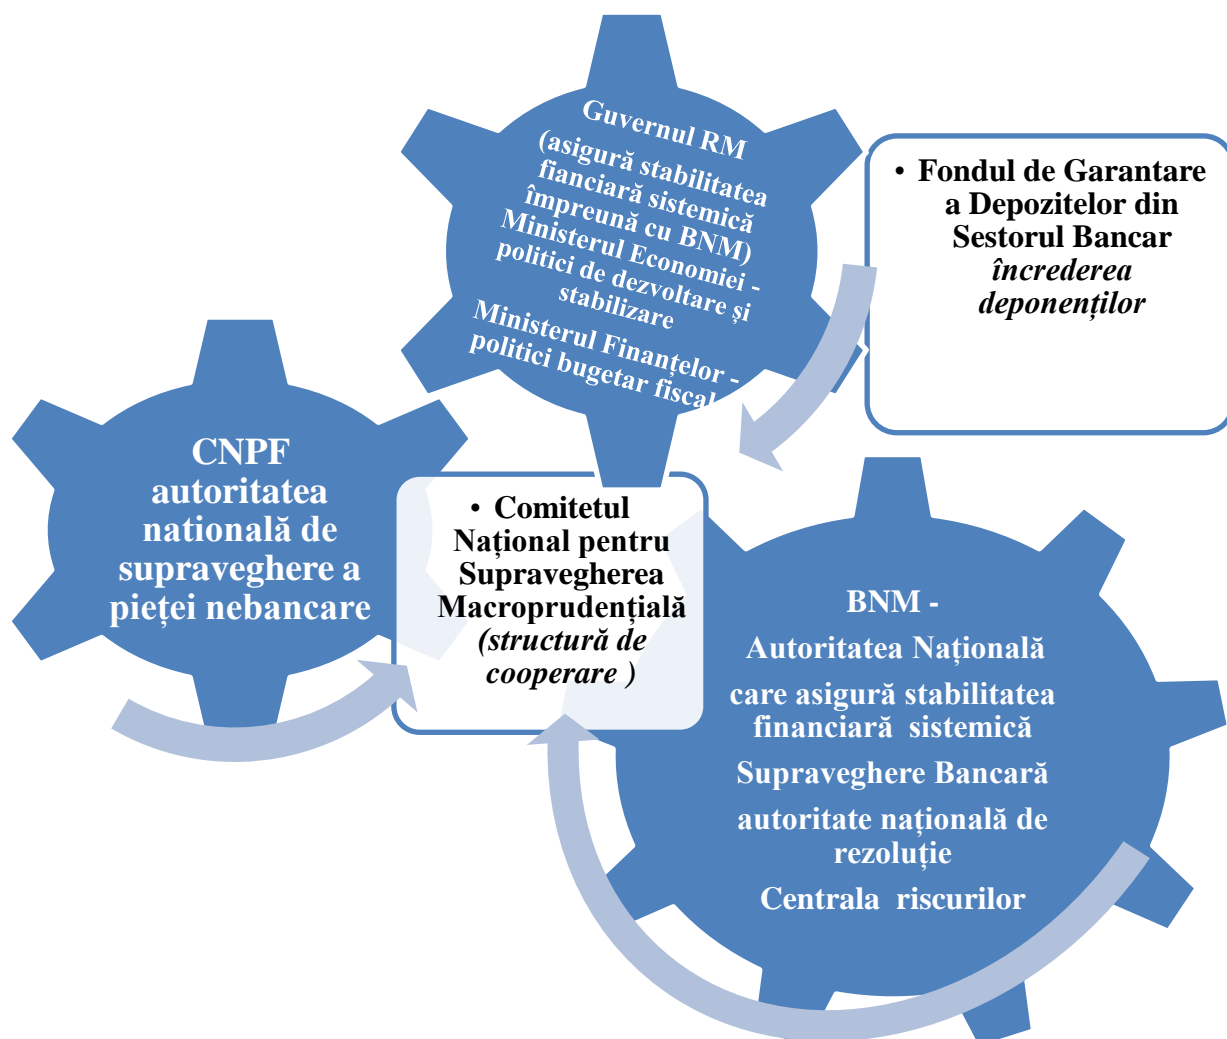 Guvernul RM
(asigură stabilitatea
fianciară sistemică
împreună cu BNM)
Ministerul Economiei -
politici de dezvoltare și
stabilizare
Ministerul Finanțelor -
politici bugetar fiscal
• Fondul de Garantare
a Depozitelor din
Sestorul Bancar
încrederea
deponenților
CNPF
autoritatea
natională de
supraveghere a
pieței nebancare
• Comitetul
Național pentru
Supravegherea
Macroprudențială
(structură de
cooperare )
BNM -
Autoritatea Națională
care asigură stabilitatea
financiară sistemică
Supraveghere Bancară
autoritate națională de
rezoluție
Centrala riscurilor